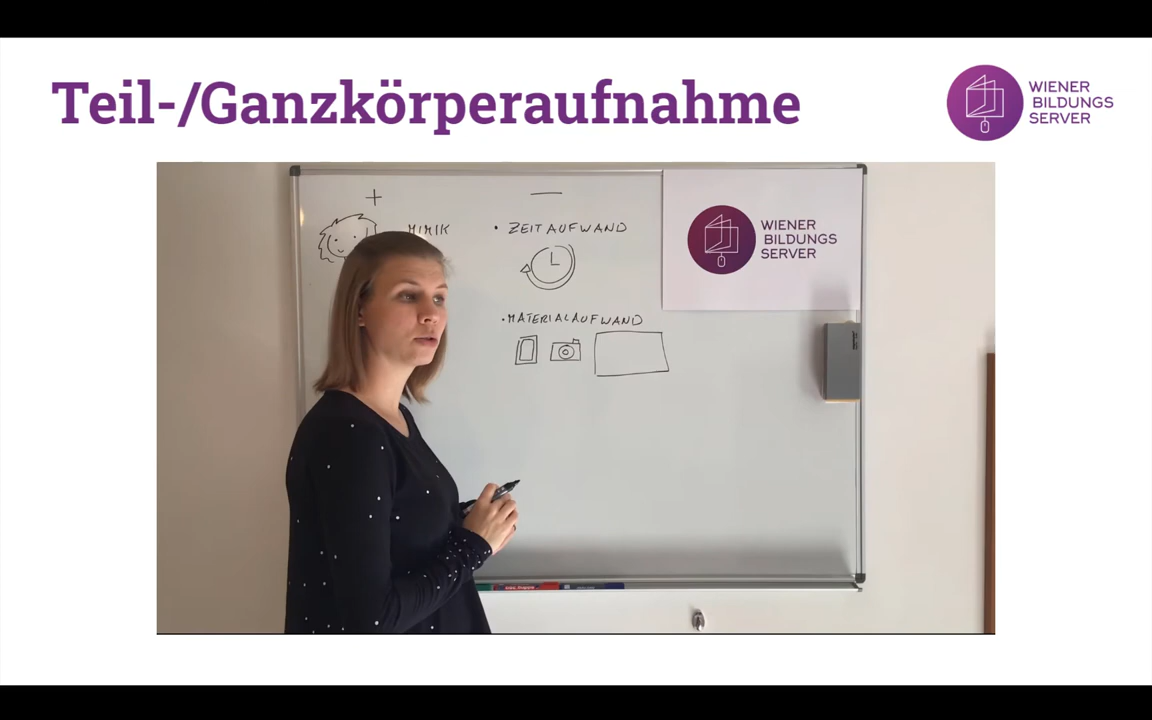 Teil-/Ganzkörperaufnahme
WIENER
BILDUNGS
SERVER
+
—
MIMIK
• ZEITAUFWAND
• MATERIALAUFWAND
WIENER
BILDUNGS
SERVER